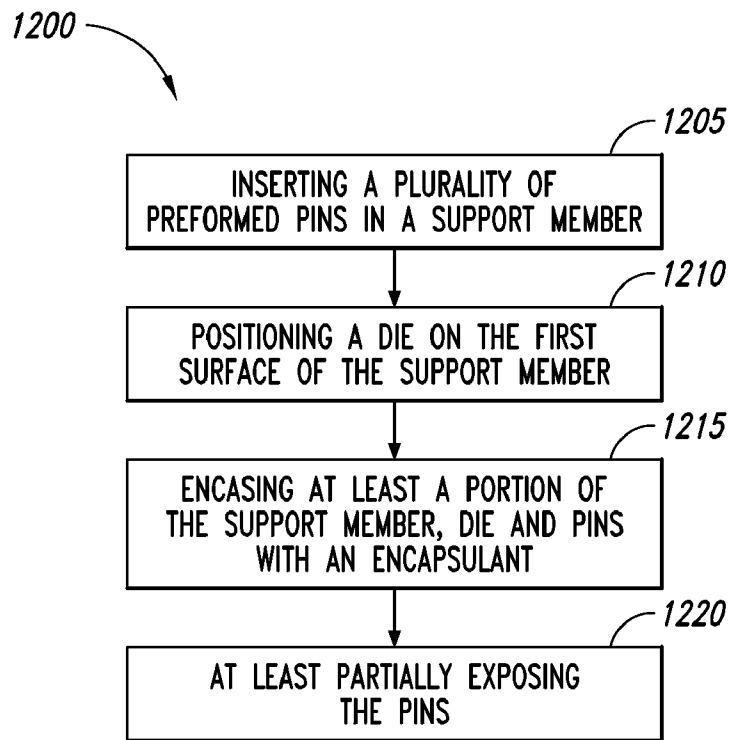 1200
1205
INSERTING A PLURALITY OF
PREFORMED PINS IN A SUPPORT MEMBER
1210
POSITIONING A DIE ON THE FIRST
SURFACE OF THE SUPPORT MEMBER
1215
ENCASING AT LEAST A PORTION OF
THE SUPPORT MEMBER, DIE AND PINS
WITH AN ENCAPSULANT
1220
AT LEAST PARTIALLY EXPOSING
THE PINS